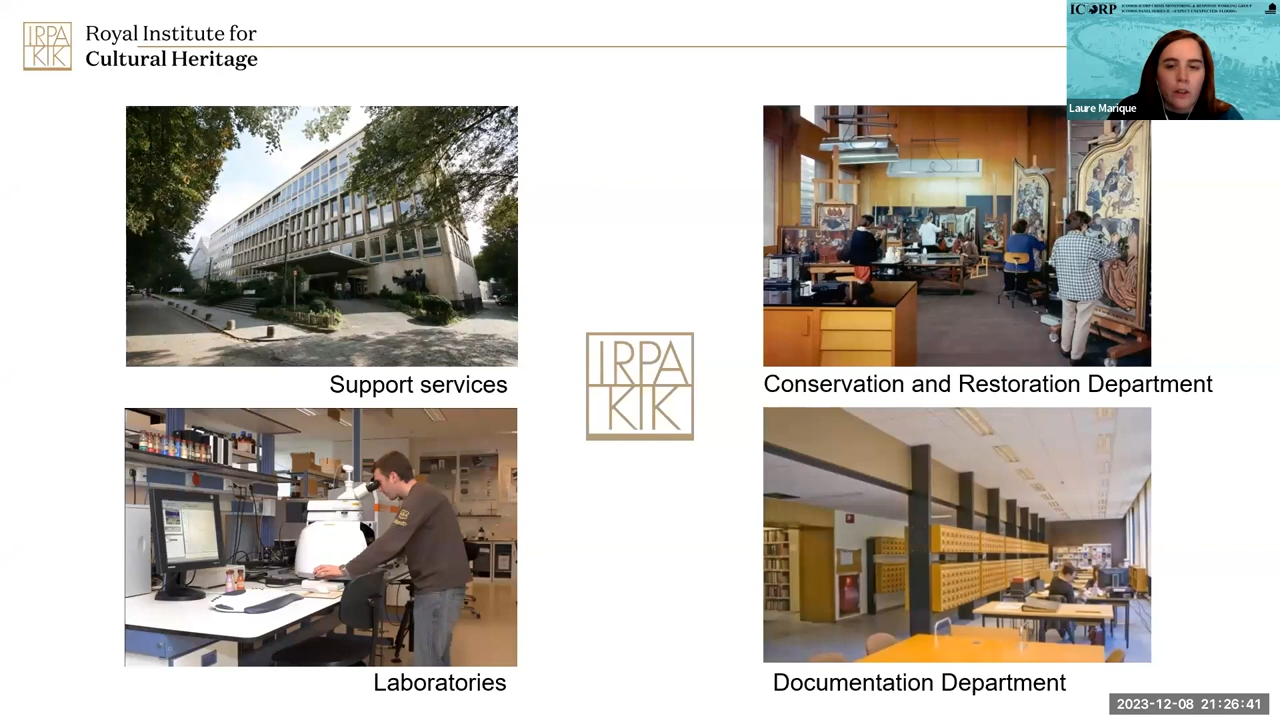 IRPA
KIK
Royal Institute for
Cultural Heritage
ICORP
Laure Marique
Support services
Conservation and Restoration Department
IRPA
KIK
Laboratories
Documentation Department
2023-12-08 21:26:41